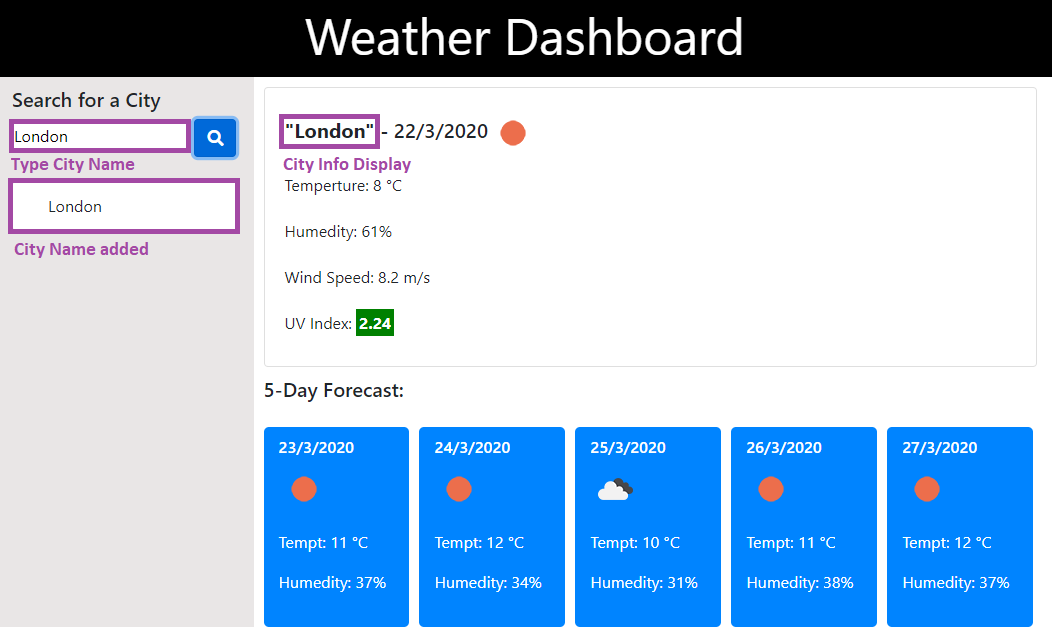 Weather Dashboard
Search for a City
London
Type City Name
London
City Name added
"London" - 22/3/2020
City Info Display
Temperture: 8 °C
Humedity: 61%
Wind Speed: 8.2 m/s
UV Index: 2.24
5-Day Forecast:
23/3/2020
Tempt: 11 °C
Humedity: 37%
24/3/2020
Tempt: 12 °C
Humedity: 34%
25/3/2020
Tempt: 10 °C
Humedity: 31%
26/3/2020
Tempt: 11 °C
Humedity: 38%
27/3/2020
Tempt: 12 °C
Humedity: 37%